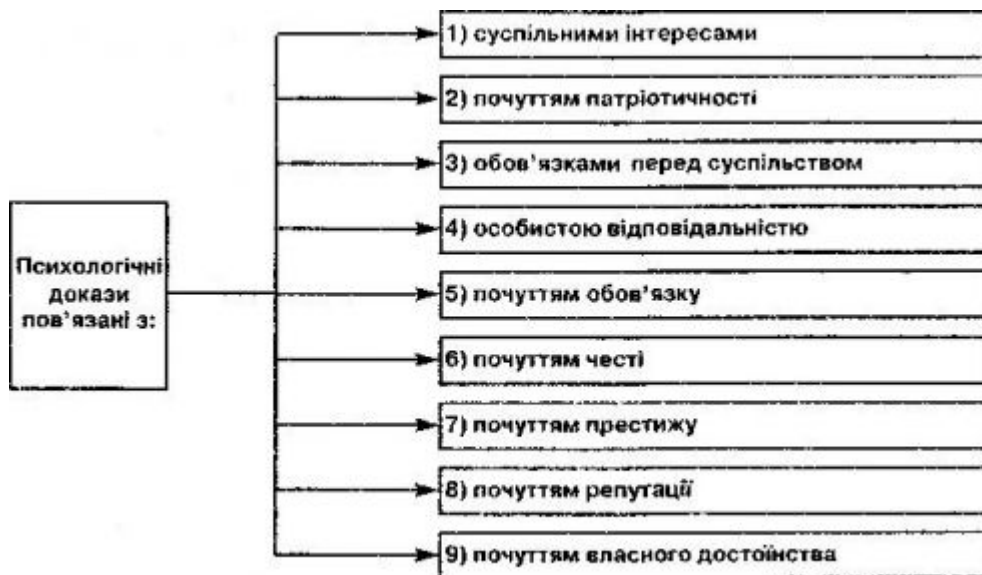 Психологічні
докази
пов'язані з:
1) суспільними інтересами
2) почуттям патріотичності
3) обов'язками перед суспільством
4) особистою відповідальністю
5) почуттям обов'язку
6) почуттям честі
7) почуттям престижу
8) почуттям репутації
9) почуттям власного достоїнства